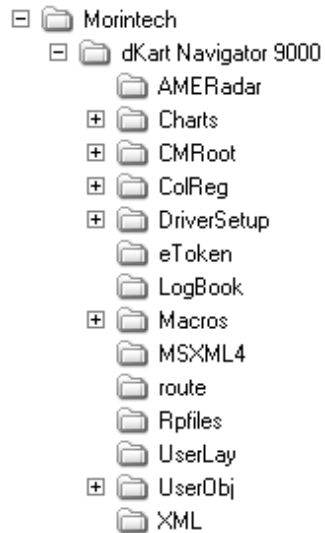 Morintech
dKart Navigator 9000
AMERadar
Charts
CMRoot
ColReg
DriverSetup
eToken
LogBook
Macros
MSXML4
route
Rpfiles
UserLay
UserObj
XML